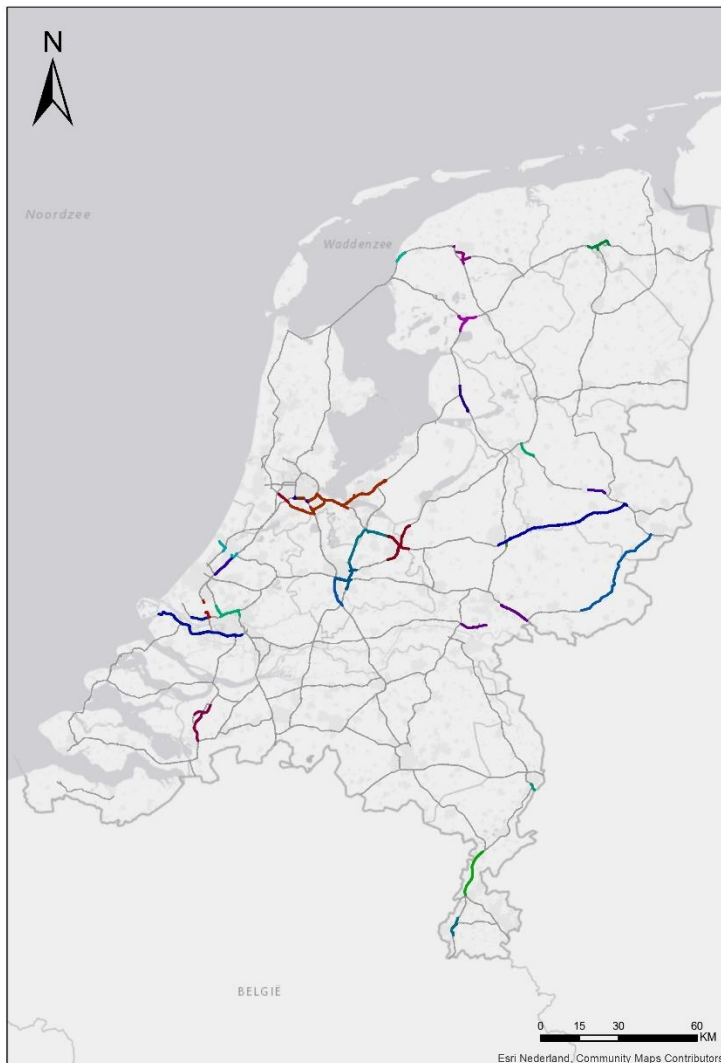 N
Noordzee
Waddenzee
BELGIË
0 15 30 60
KM
Esri Nederland, Community Maps Contributors